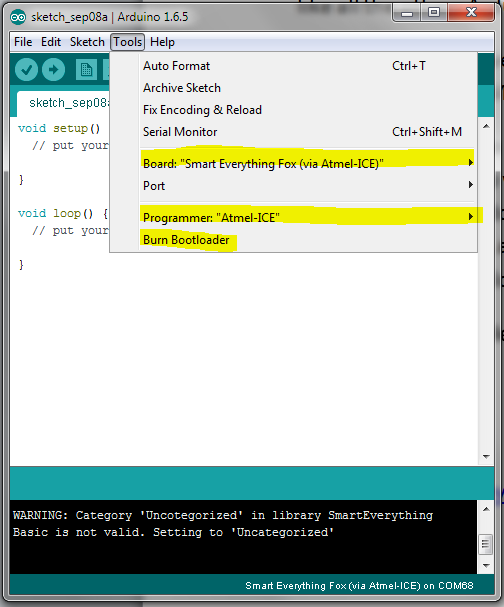 sketch_sep08a | Arduino 1.6.5
File Edit Sketch Tools Help
Auto Format Ctrl+T
Archive Sketch
Fix Encoding & Reload
Serial Monitor Ctrl+Shift+M
Board: "Smart Everything Fox (via Atmel-ICE)"
Port
Programmer: "Atmel-ICE"
Burn Bootloader
sketch_sep08a
void setup()
// put your
}
void loop() {
// put your
}
WARNING: Category 'Uncotegorized' in library SmartEverything
Basic is not valid. Setting to 'Uncategorized'
Smart Everything Fox (via Atmel-ICE) on COM68